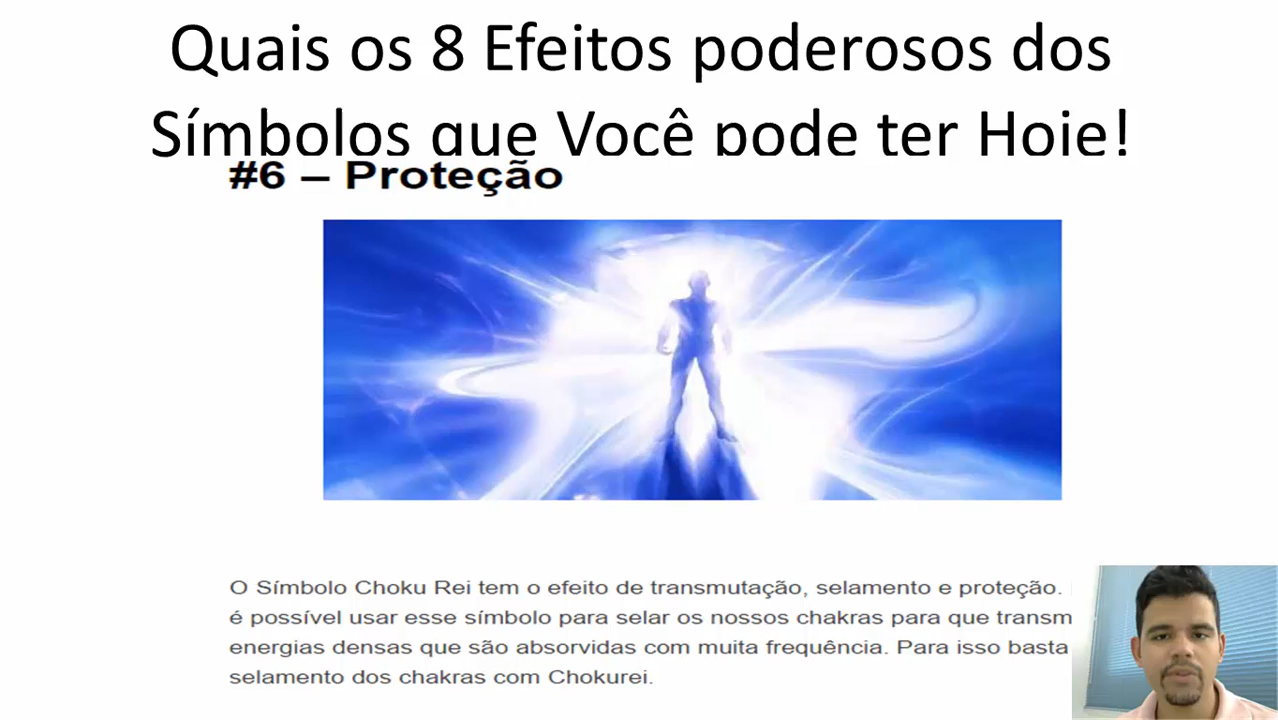 Quais os 8 Efeitos poderosos dos
Símbolos que Você pode ter Hoje!
#6 – Proteção
O Símbolo Choku Rei tem o efeito de transmutação, selamento e proteção.
é possível usar esse símbolo para selar os nossos chakras para que transm
energias densas que são absorvidas com muita frequência. Para isso basta
selamento dos chakras com Chokurei.